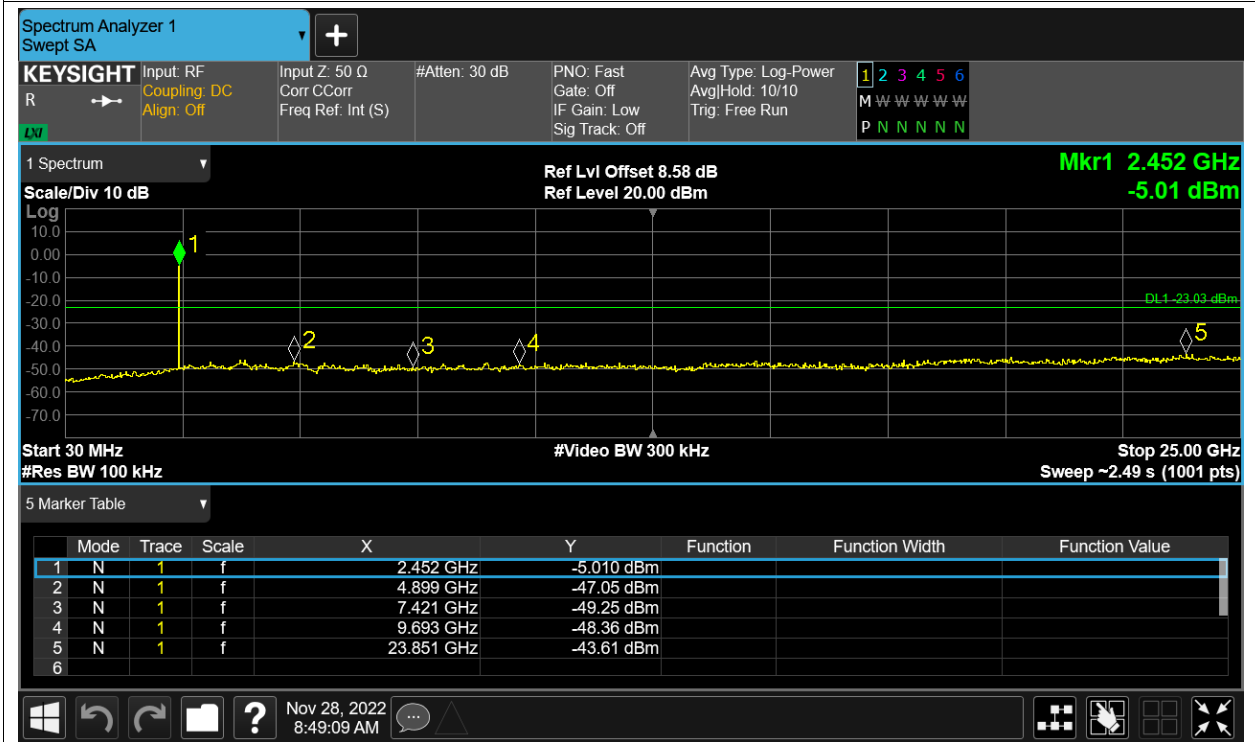 Spectrum Analyzer 1
Swept SA
+
KEYSIGHT Input: RF Input Z: 50 Ω #Atten: 30 dB PNO: Fast Avg Type: Log-Power 1 2 3 4 5 6
R Coupling: DC Corr CCorr Gate: Off Avg|Hold: 10/10 M W W W W W W
Align: Off Freq Ref: Int (S) IF Gain: Low Trig: Free Run
LXI Sig Track: Off P N N N N N N
1 Spectrum Ref Lvl Offset 8.58 dB Mkr1 2.452 GHz
Scale/Div 10 dB Ref Level 20.00 dBm -5.01 dBm
Log
10.0
1
0.00
-10.0
-20.0 DL1 -23.03 dBm
-30.0
2 3 4 5
-40.0
-50.0
-60.0
-70.0
Start 30 MHz #Video BW 300 kHz Stop 25.00 GHz
#Res BW 100 kHz Sweep ~2.49 s (1001 pts)
5 Marker Table
Mode Trace Scale X Y Function Function Width Function Value
1 N 1 f 2.452 GHz -5.010 dBm
2 N 1 f 4.899 GHz -47.05 dBm
3 N 1 f 7.421 GHz -49.25 dBm
4 N 1 f 9.693 GHz -48.36 dBm
5 N 1 f 23.851 GHz -43.61 dBm
6
? Nov 28, 2022
8:49:09 AM